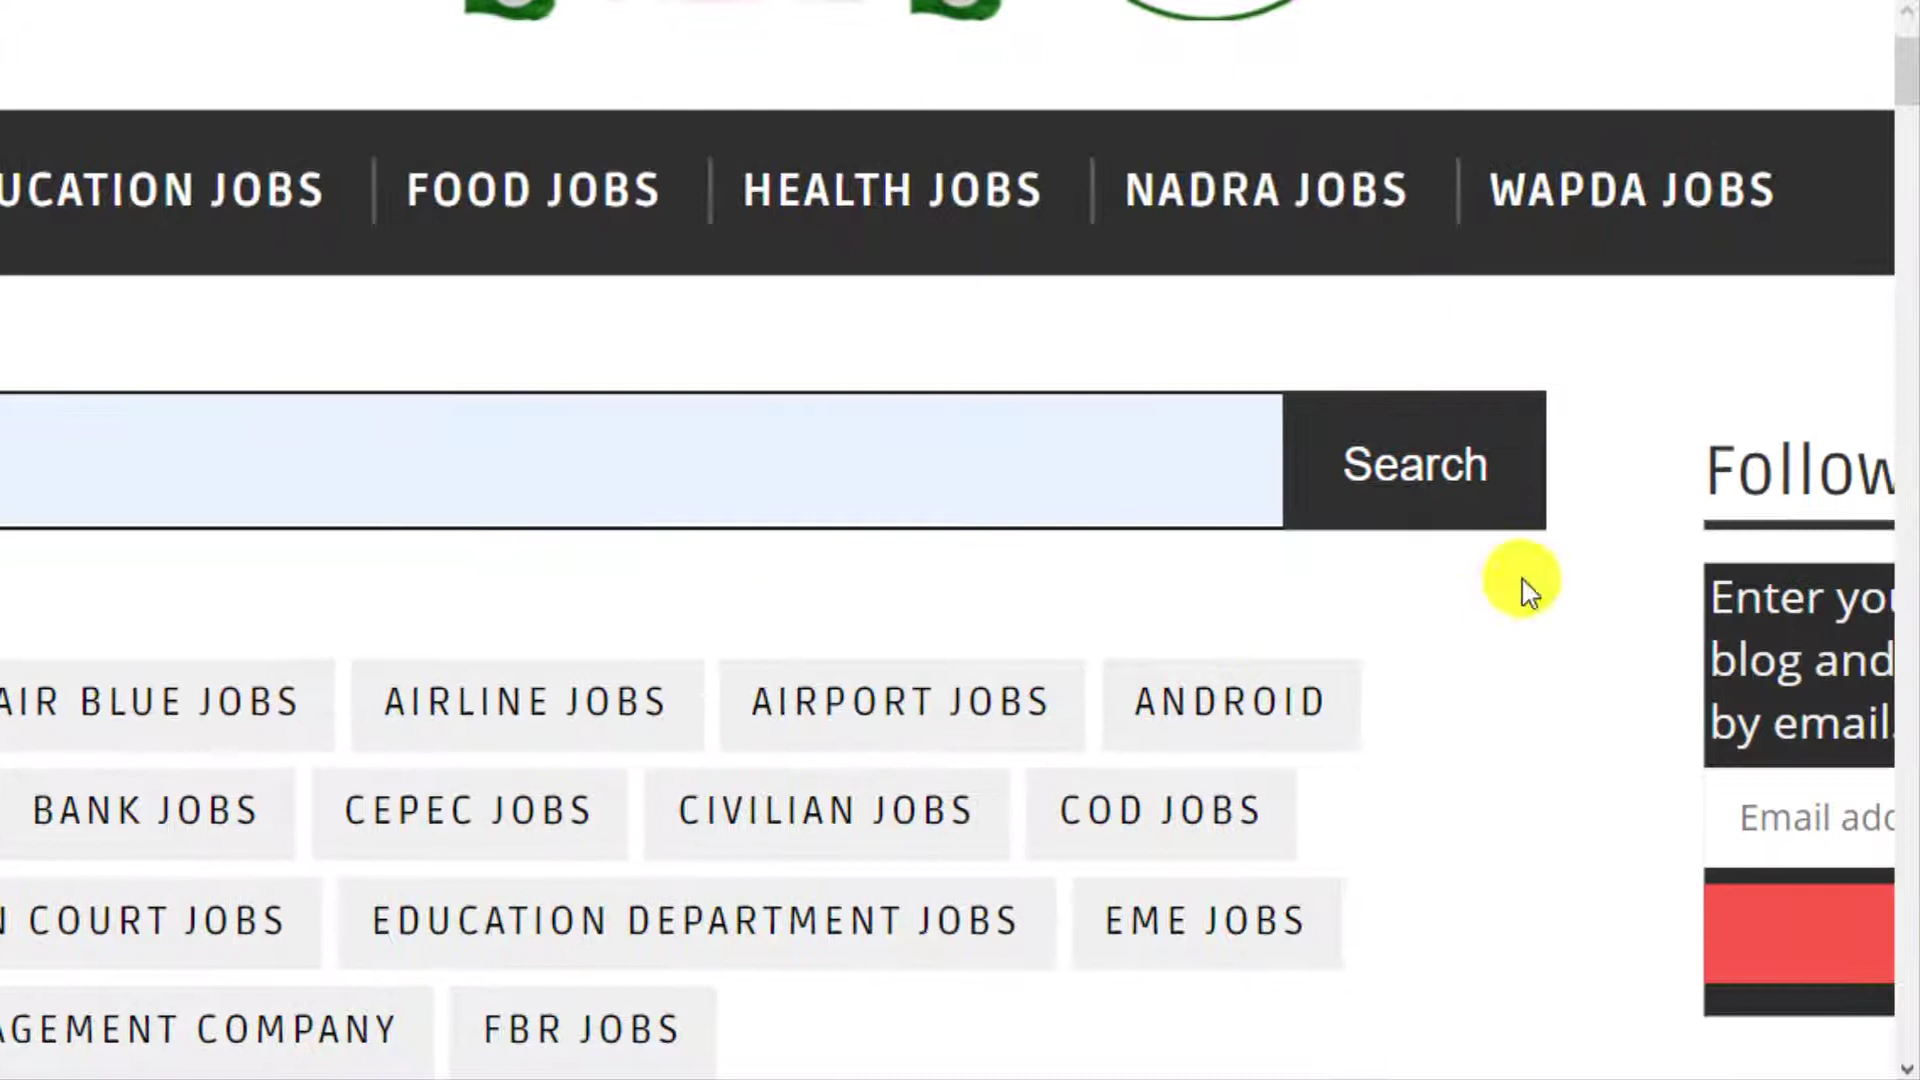 UCATION JOBS FOOD JOBS HEALTH JOBS NADRA JOBS WAPDA JOBS
Search
Follow
Enter you
blog and
by email.
Email add
AIR BLUE JOBS AIRLINE JOBS AIRPORT JOBS ANDROID
BANK JOBS CEPEC JOBS CIVILIAN JOBS COD JOBS
N COURT JOBS EDUCATION DEPARTMENT JOBS EME JOBS
AGEMENT COMPANY FBR JOBS